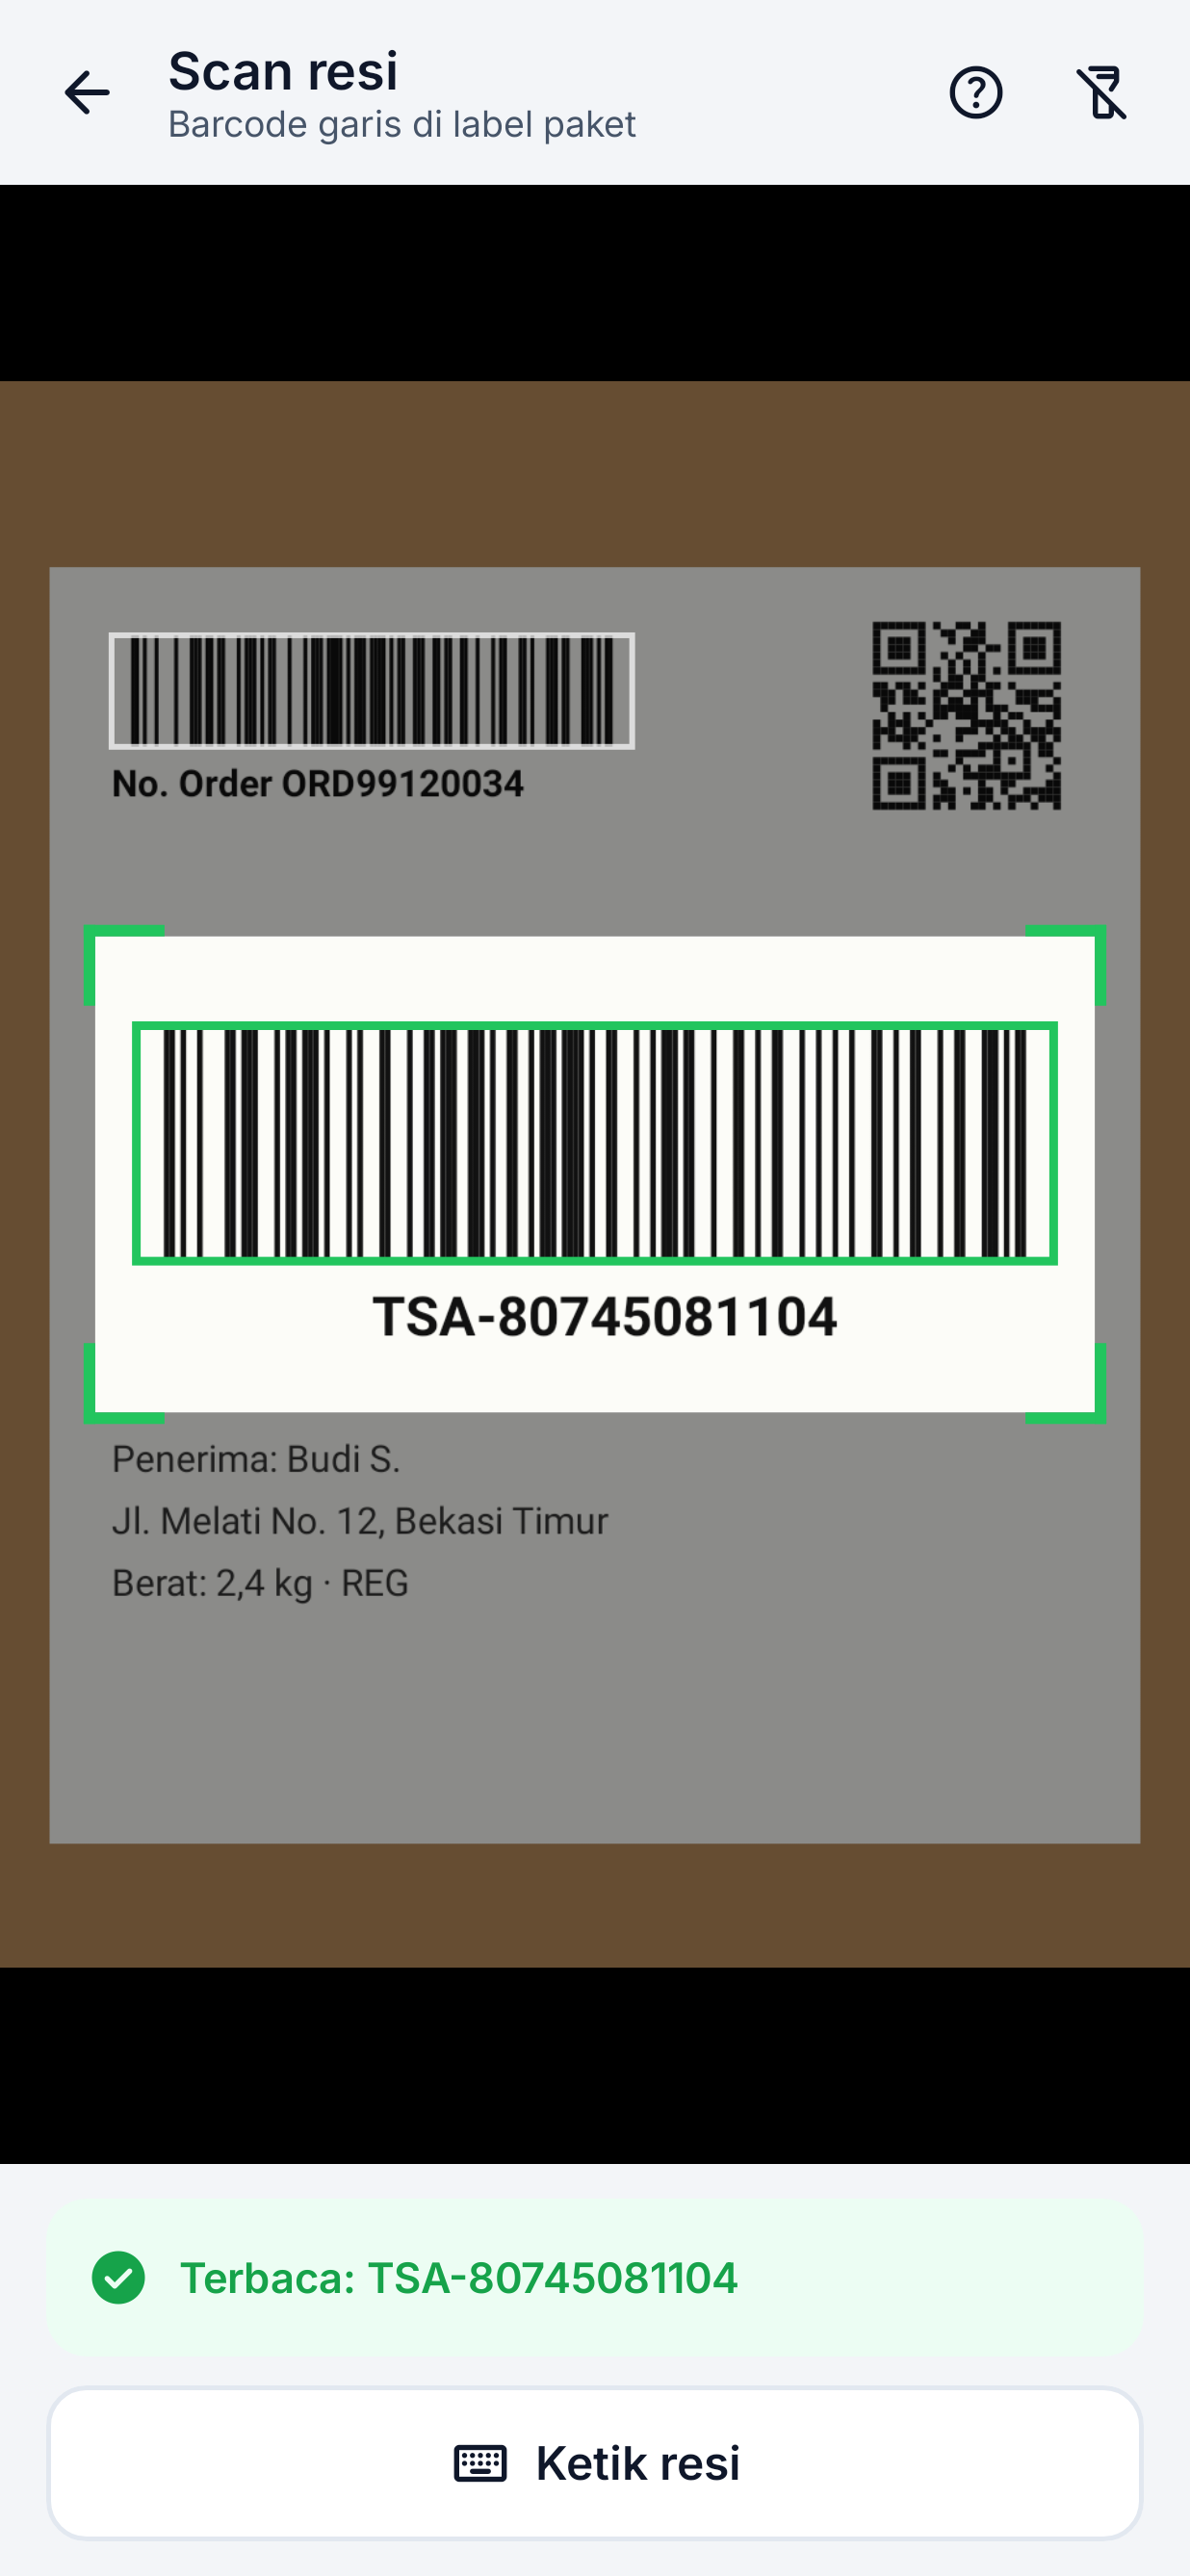 Scan resi
Barcode garis di label paket
No. Order ORD99120034
TSA-80745081104
Penerima: Budi S.
Jl. Melati No. 12, Bekasi Timur
Berat: 2,4 kg · REG
Terbaca: TSA-80745081104
Ketik resi